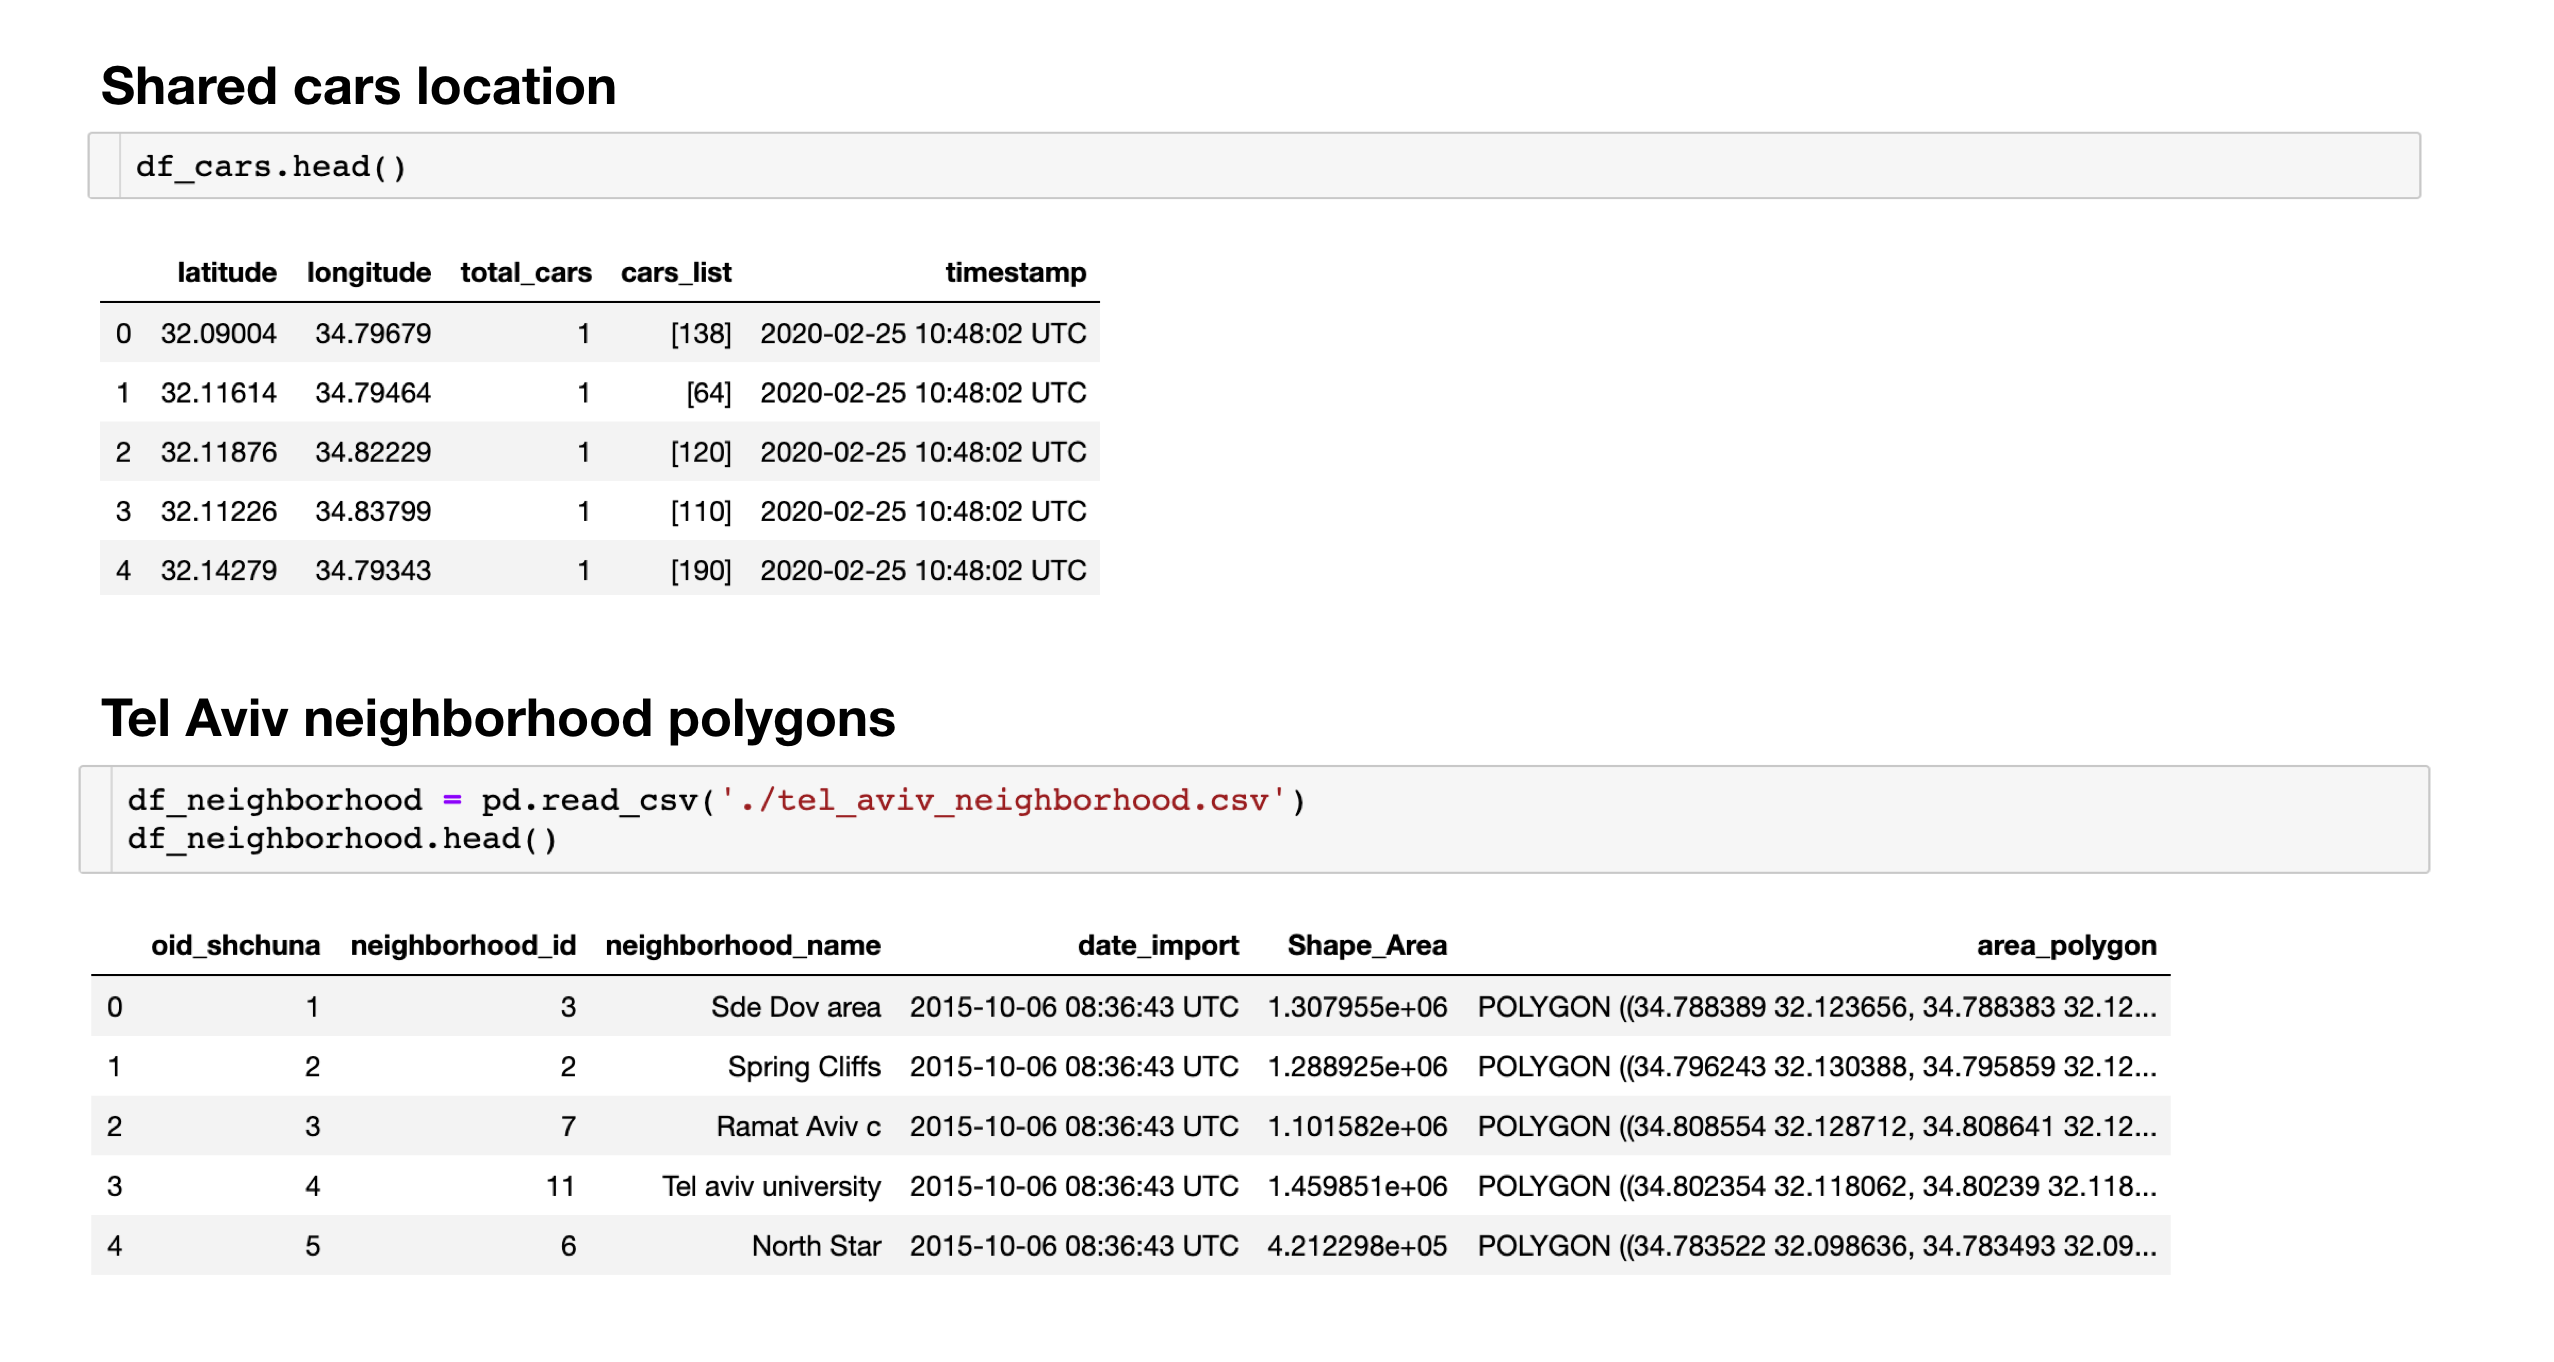 Shared cars location
df_cars.head()
latitude longitude total_cars cars_list timestamp
0 32.09004 34.79679 1 [138] 2020-02-25 10:48:02 UTC
1 32.11614 34.79464 1 [64] 2020-02-25 10:48:02 UTC
2 32.11876 34.82229 1 [120] 2020-02-25 10:48:02 UTC
3 32.11226 34.83799 1 [110] 2020-02-25 10:48:02 UTC
4 32.14279 34.79343 1 [190] 2020-02-25 10:48:02 UTC
Tel Aviv neighborhood polygons
df_neighborhood = pd.read_csv('./tel_aviv_neighborhood.csv')
df_neighborhood.head()
oid_shchuna neighborhood_id neighborhood_name date_import Shape_Area area_polygon
0 1 3 Sde Dov area 2015-10-06 08:36:43 UTC 1.307955e+06 POLYGON ((34.788389 32.123656, 34.788383 32.12...
1 2 2 Spring Cliffs 2015-10-06 08:36:43 UTC 1.288925e+06 POLYGON ((34.796243 32.130388, 34.795859 32.12...
2 3 7 Ramat Aviv c 2015-10-06 08:36:43 UTC 1.101582e+06 POLYGON ((34.808554 32.128712, 34.808641 32.12...
3 4 11 Tel aviv university 2015-10-06 08:36:43 UTC 1.459851e+06 POLYGON ((34.802354 32.118062, 34.80239 32.118...
4 5 6 North Star 2015-10-06 08:36:43 UTC 4.212298e+05 POLYGON ((34.783522 32.098636, 34.783493 32.09...